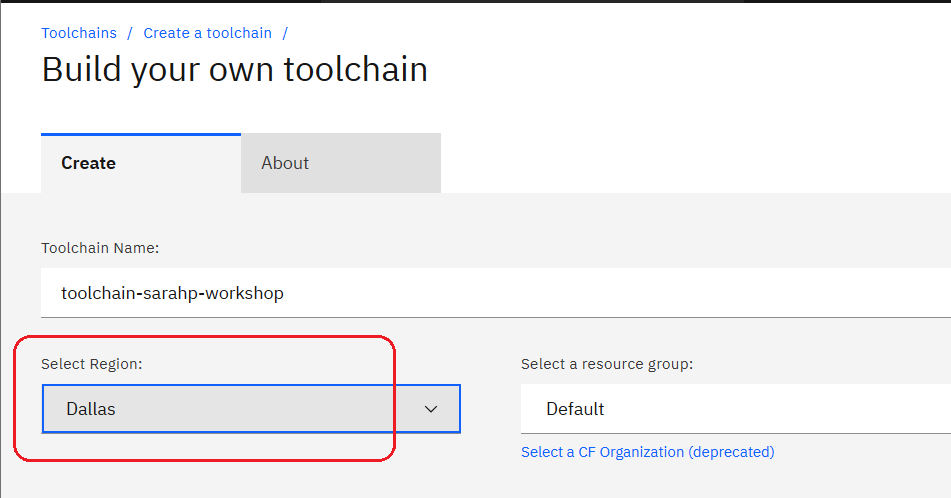 Toolchains / Create a toolchain /
Build your own toolchain
Create About
Toolchain Name:
toolchain-sarahp-workshop
Select Region: Select a resource group:
Dallas Default
Select a CF Organization (deprecated)